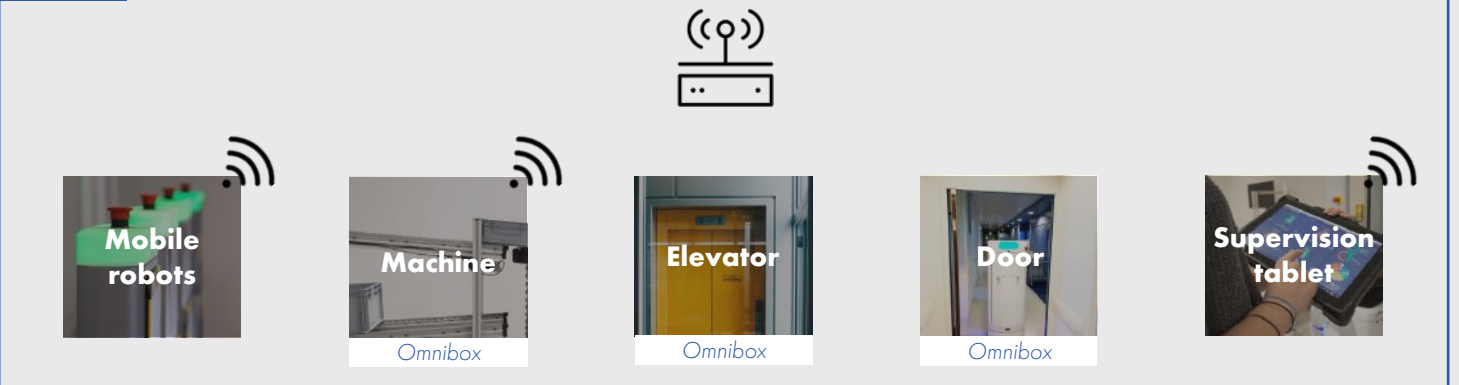 Mobile
robots
Machine
Elevator
Door
Supervision
tablet
Omnibox
Omnibox
Omnibox